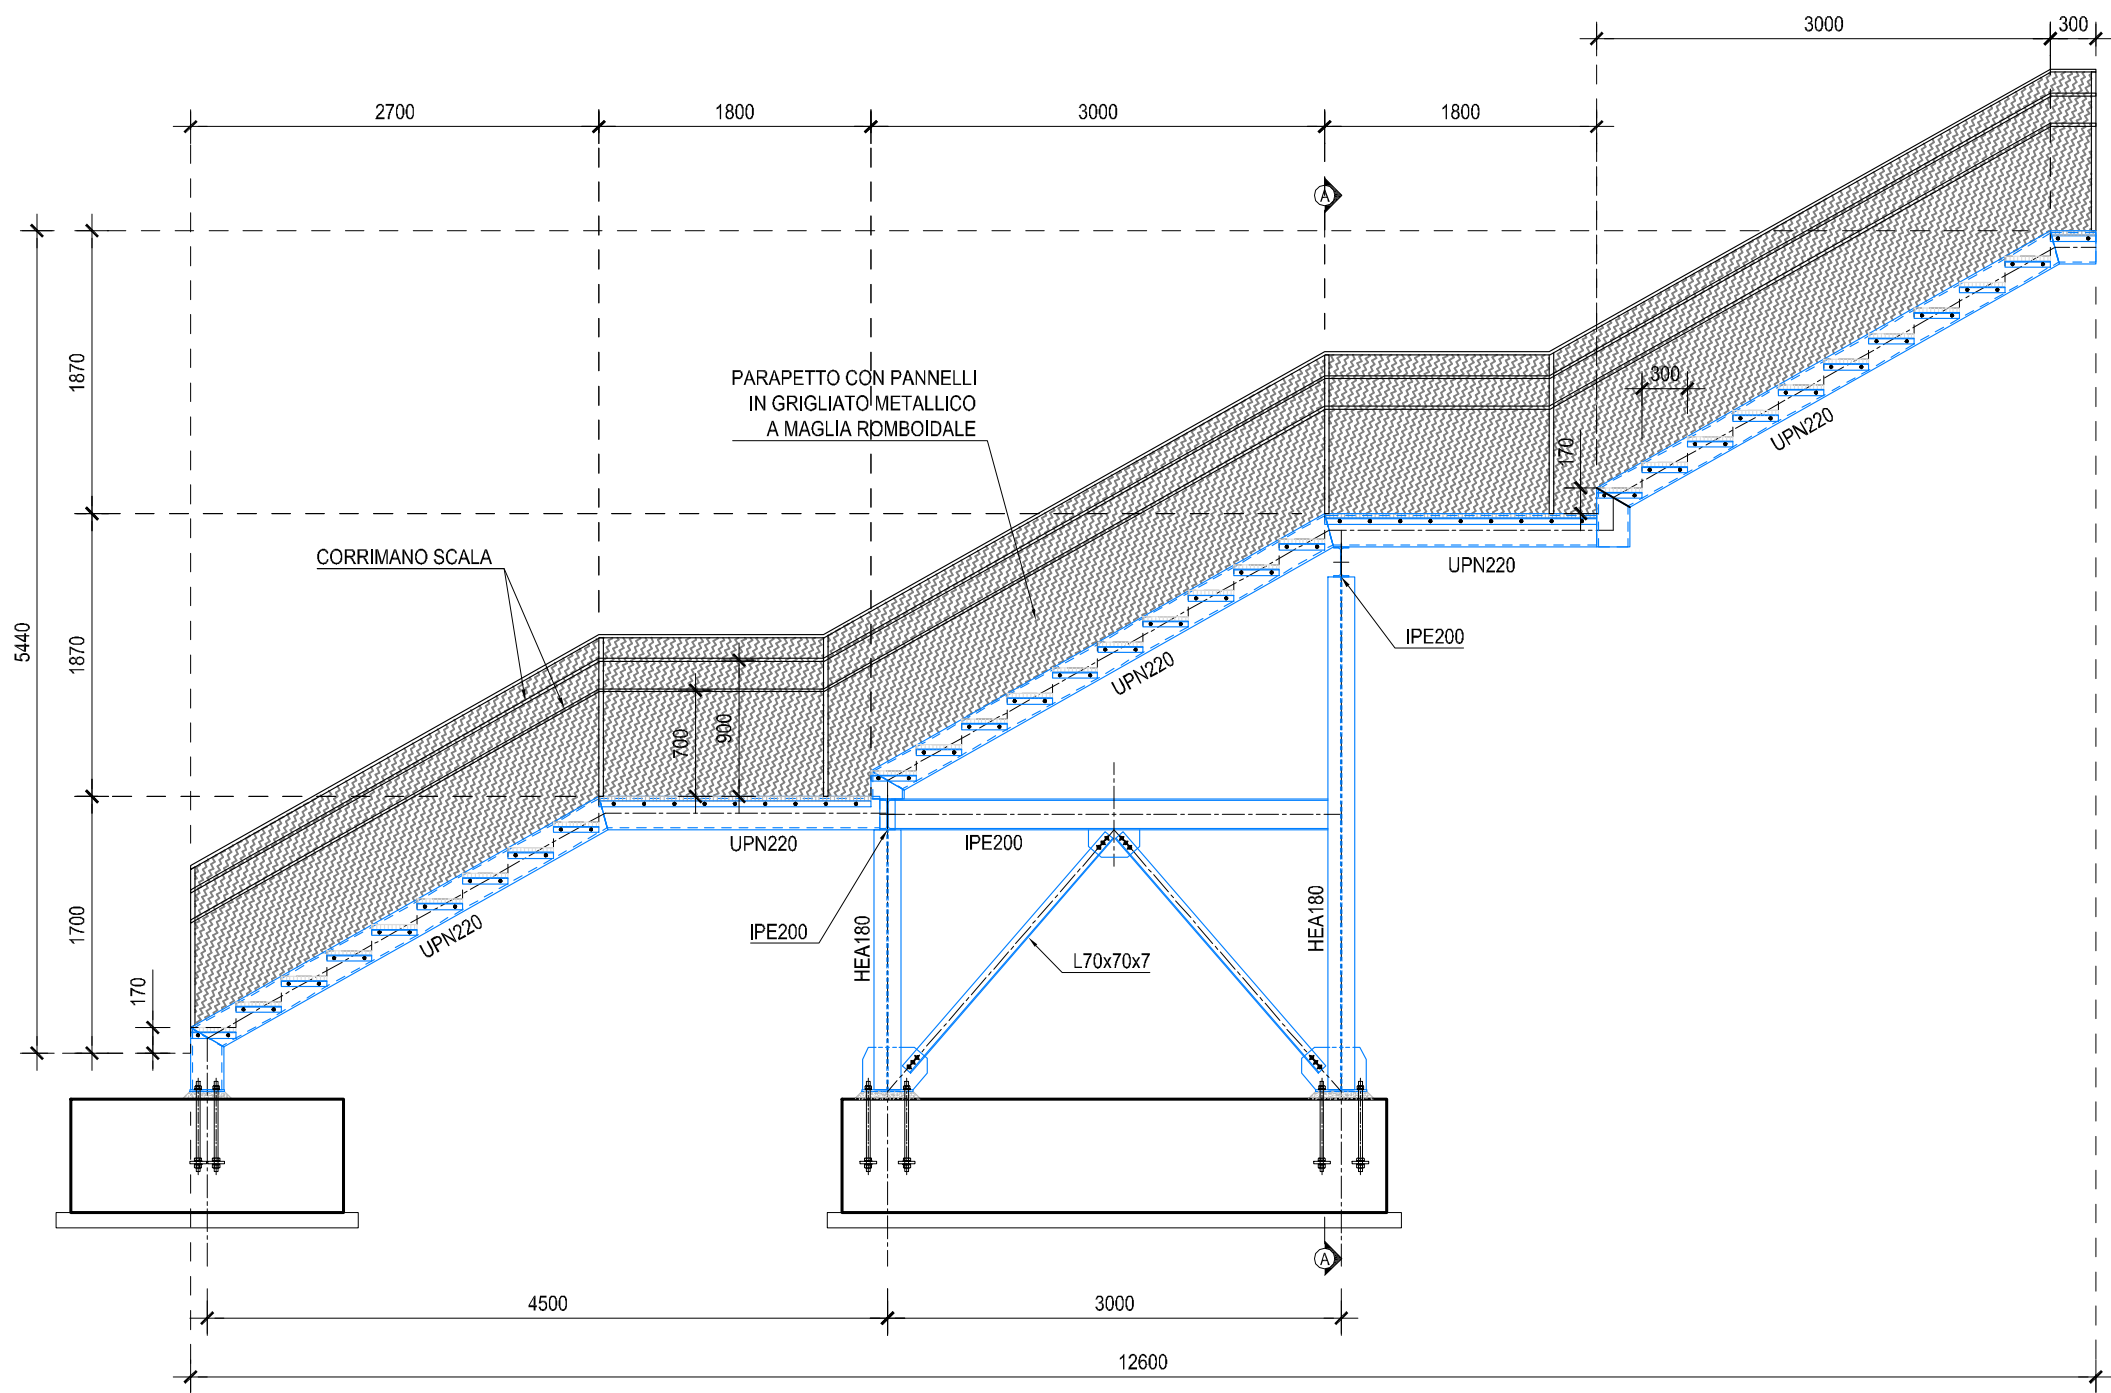 3000
300
2700
1800
3000
1800
A
1870
PARAPETTO CON PANNELLI
IN GRIGLIATO METALLICO
A MAGLIA ROMBOIDALE
300
UPN220
170
CORRIMANO SCALA
UPN220
IPE200
5440
1870
UPN220
700
900
UPN220
IPE200
1700
UPN220
IPE200
HEA180
HEA180
L70x70x7
170
A
4500
3000
12600